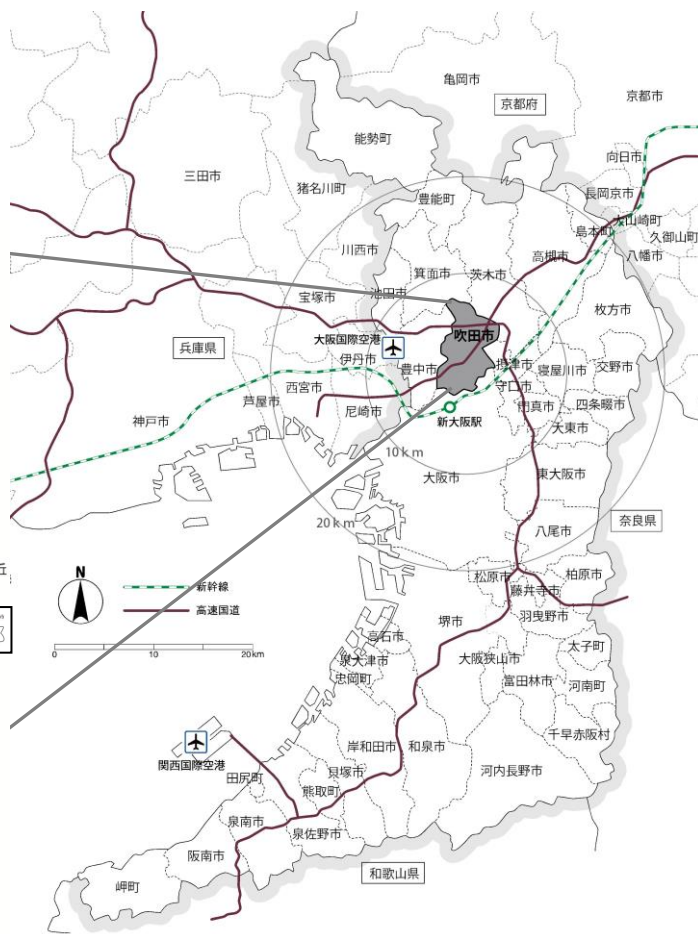 亀岡市
京都府
京都市
能勢町
向日市
三田市
猪名川町
豊能町
長岡京市
大山崎町
島本町
久御山町
川西市
高槻市
八幡市
箕面市
茨木市
池田市
宝塚市
枚方市
吹田市
大阪国際空港
兵庫県
伊丹市
豊中市
摂津市
寝屋川市
交野市
西宮市
守口市
芦屋市
尼崎市
門真市
四条畷市
神戸市
新大阪駅
大東市
10km
大阪市
東大阪市
20km
奈良県
八尾市
丘
N
新幹線
高速国道
松原市
柏原市
藤井寺市
羽曳野市
堺市
高石市
0 10 20km
泉大津市
忠岡町
大阪狭山市
太子町
富田林市
河南町
千早赤阪村
岸和田市
和泉市
関西国際空港
田尻町
貝塚市
河内長野市
熊取町
泉南市
泉佐野市
阪南市
岬町
和歌山県